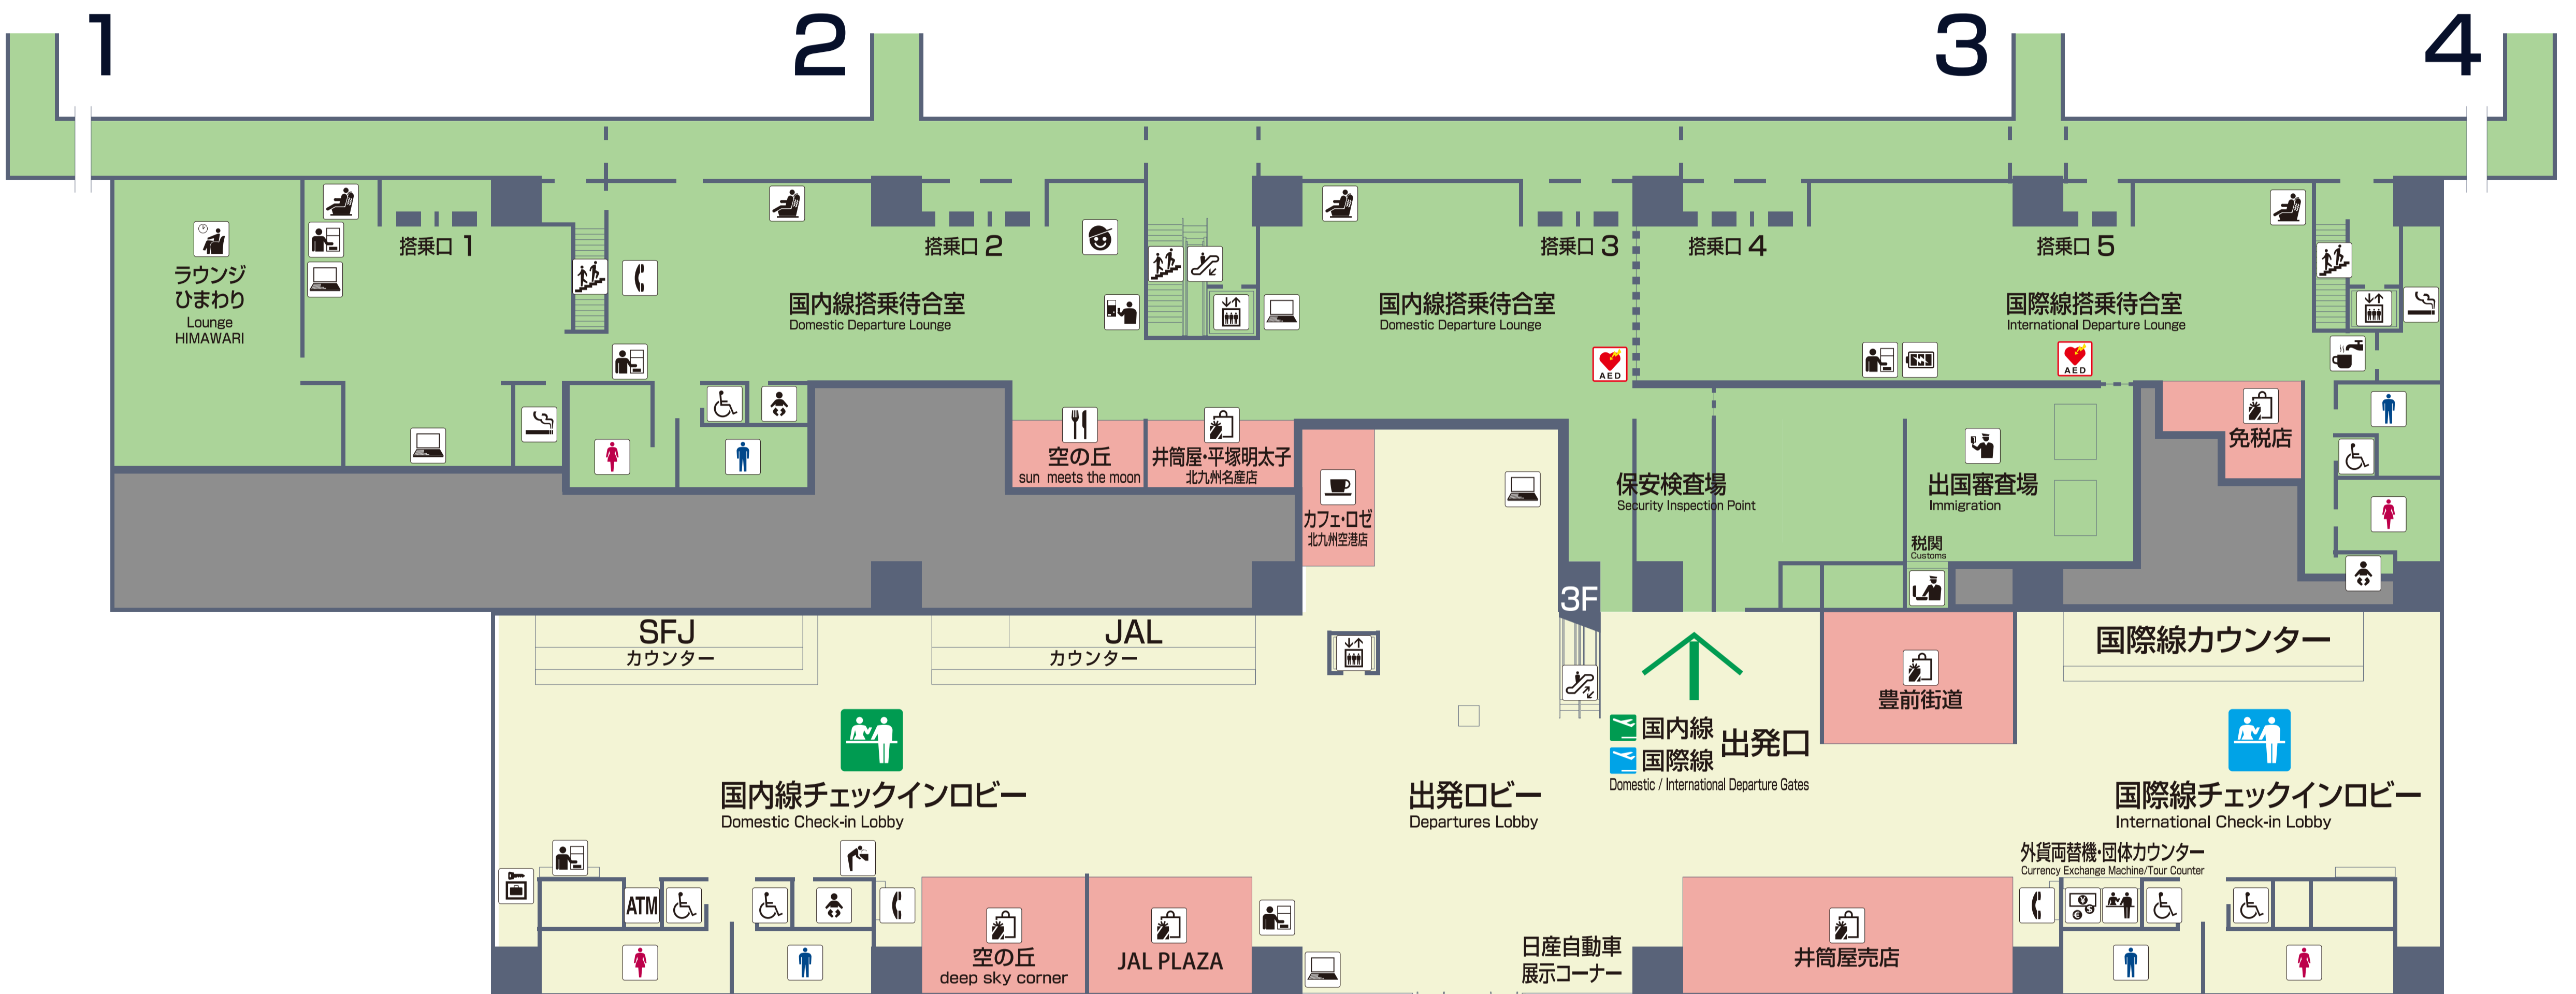 1
2
3
4
搭乗口 1
搭乗口 2
搭乗口 3
搭乗口 4
搭乗口 5
ラウンジ
ひまわり
Lounge
HIMAWARI
国内線搭乗待合室
Domestic Departure Lounge
国内線搭乗待合室
Domestic Departure Lounge
国際線搭乗待合室
International Departure Lounge
AED
AED
空の丘
sun meets the moon
井筒屋・平塚明太子
北九州名産店
カフェ・ロゼ
北九州空港店
保安検査場
Security Inspection Point
出国審査場
Immigration
税関
Customs
免税店
3F
SFJ
カウンター
JAL
カウンター
国際線カウンター
豊前街道
国内線
国際線
出発口
Domestic / International Departure Gates
国内線チェックインロビー
Domestic Check-in Lobby
出発ロビー
Departures Lobby
国際線チェックインロビー
International Check-in Lobby
外貨両替機・団体カウンター
Currency Exchange Machine/Tour Counter
ATM
空の丘
deep sky corner
JAL PLAZA
日産自動車
展示コーナー
井筒屋売店